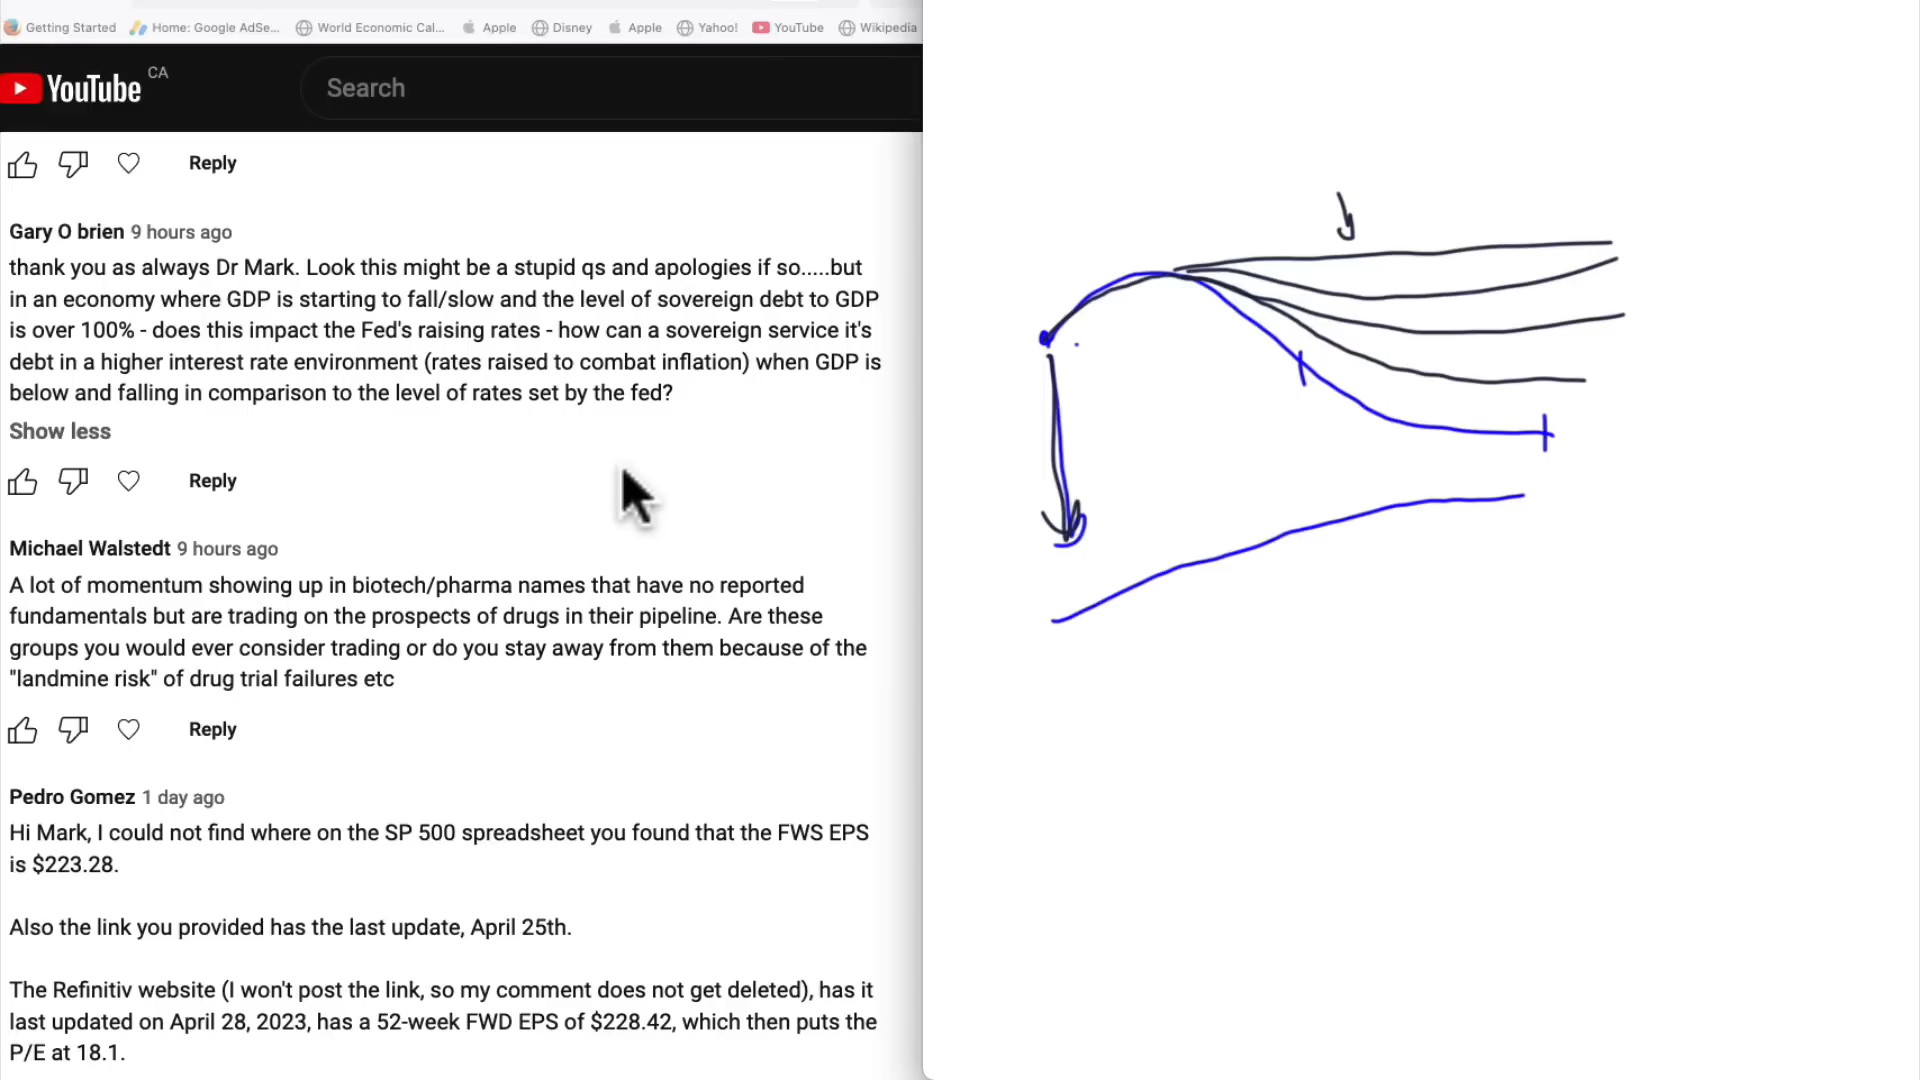 Getting Started Home: Google AdSe... World Economic Cal... Apple Disney Apple Yahoo! YouTube Wikipedia
YouTube CA Search
Reply
Gary O brien 9 hours ago
thank you as always Dr Mark. Look this might be a stupid qs and apologies if so.....but
in an economy where GDP is starting to fall/slow and the level of sovereign debt to GDP
is over 100% - does this impact the Fed's raising rates - how can a sovereign service it's
debt in a higher interest rate environment (rates raised to combat inflation) when GDP is
below and falling in comparison to the level of rates set by the fed?
Show less
Reply
Michael Walstedt 9 hours ago
A lot of momentum showing up in biotech/pharma names that have no reported
fundamentals but are trading on the prospects of drugs in their pipeline. Are these
groups you would ever consider trading or do you stay away from them because of the
"landmine risk" of drug trial failures etc
Reply
Pedro Gomez 1 day ago
Hi Mark, I could not find where on the SP 500 spreadsheet you found that the FWS EPS
is $223.28.
Also the link you provided has the last update, April 25th.
The Refinitiv website (I won't post the link, so my comment does not get deleted), has it
last updated on April 28, 2023, has a 52-week FWD EPS of $228.42, which then puts the
P/E at 18.1.